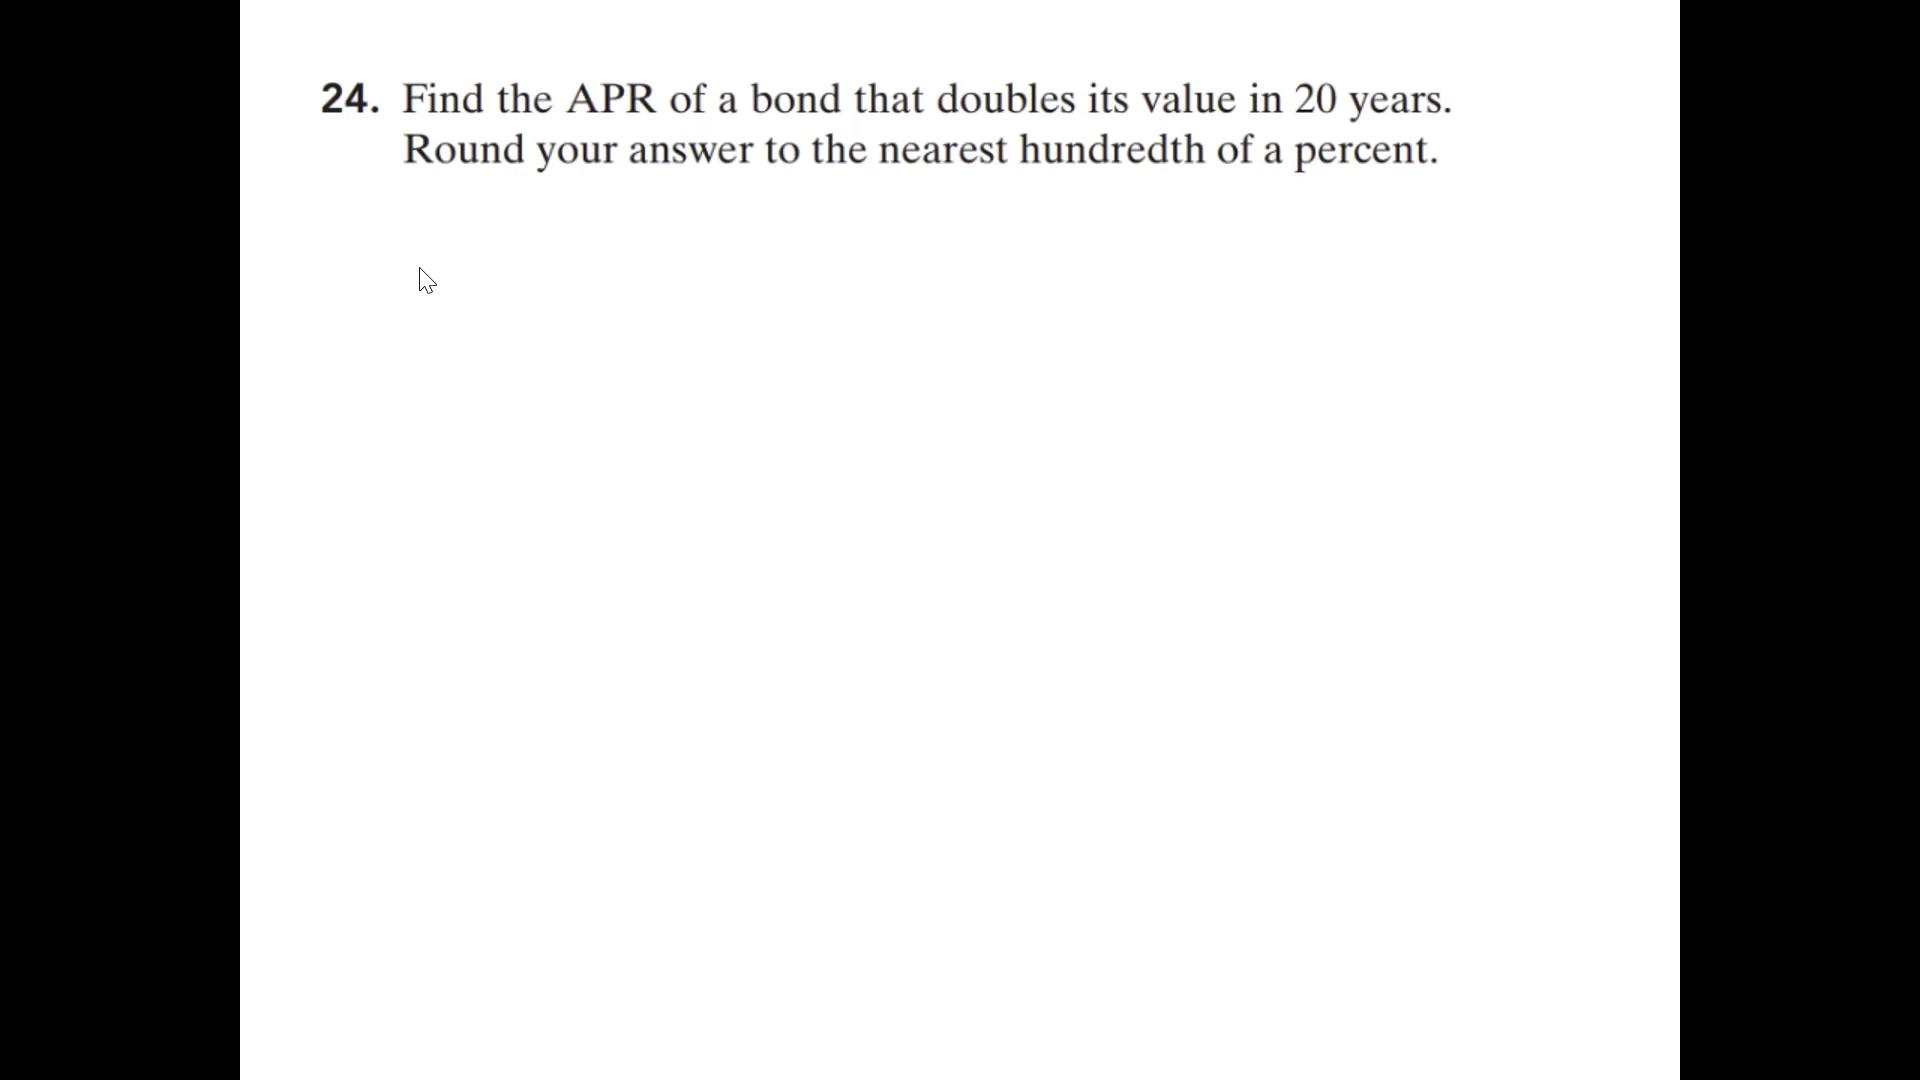 24. Find the APR of a bond that doubles its value in 20 years.
Round your answer to the nearest hundredth of a percent.